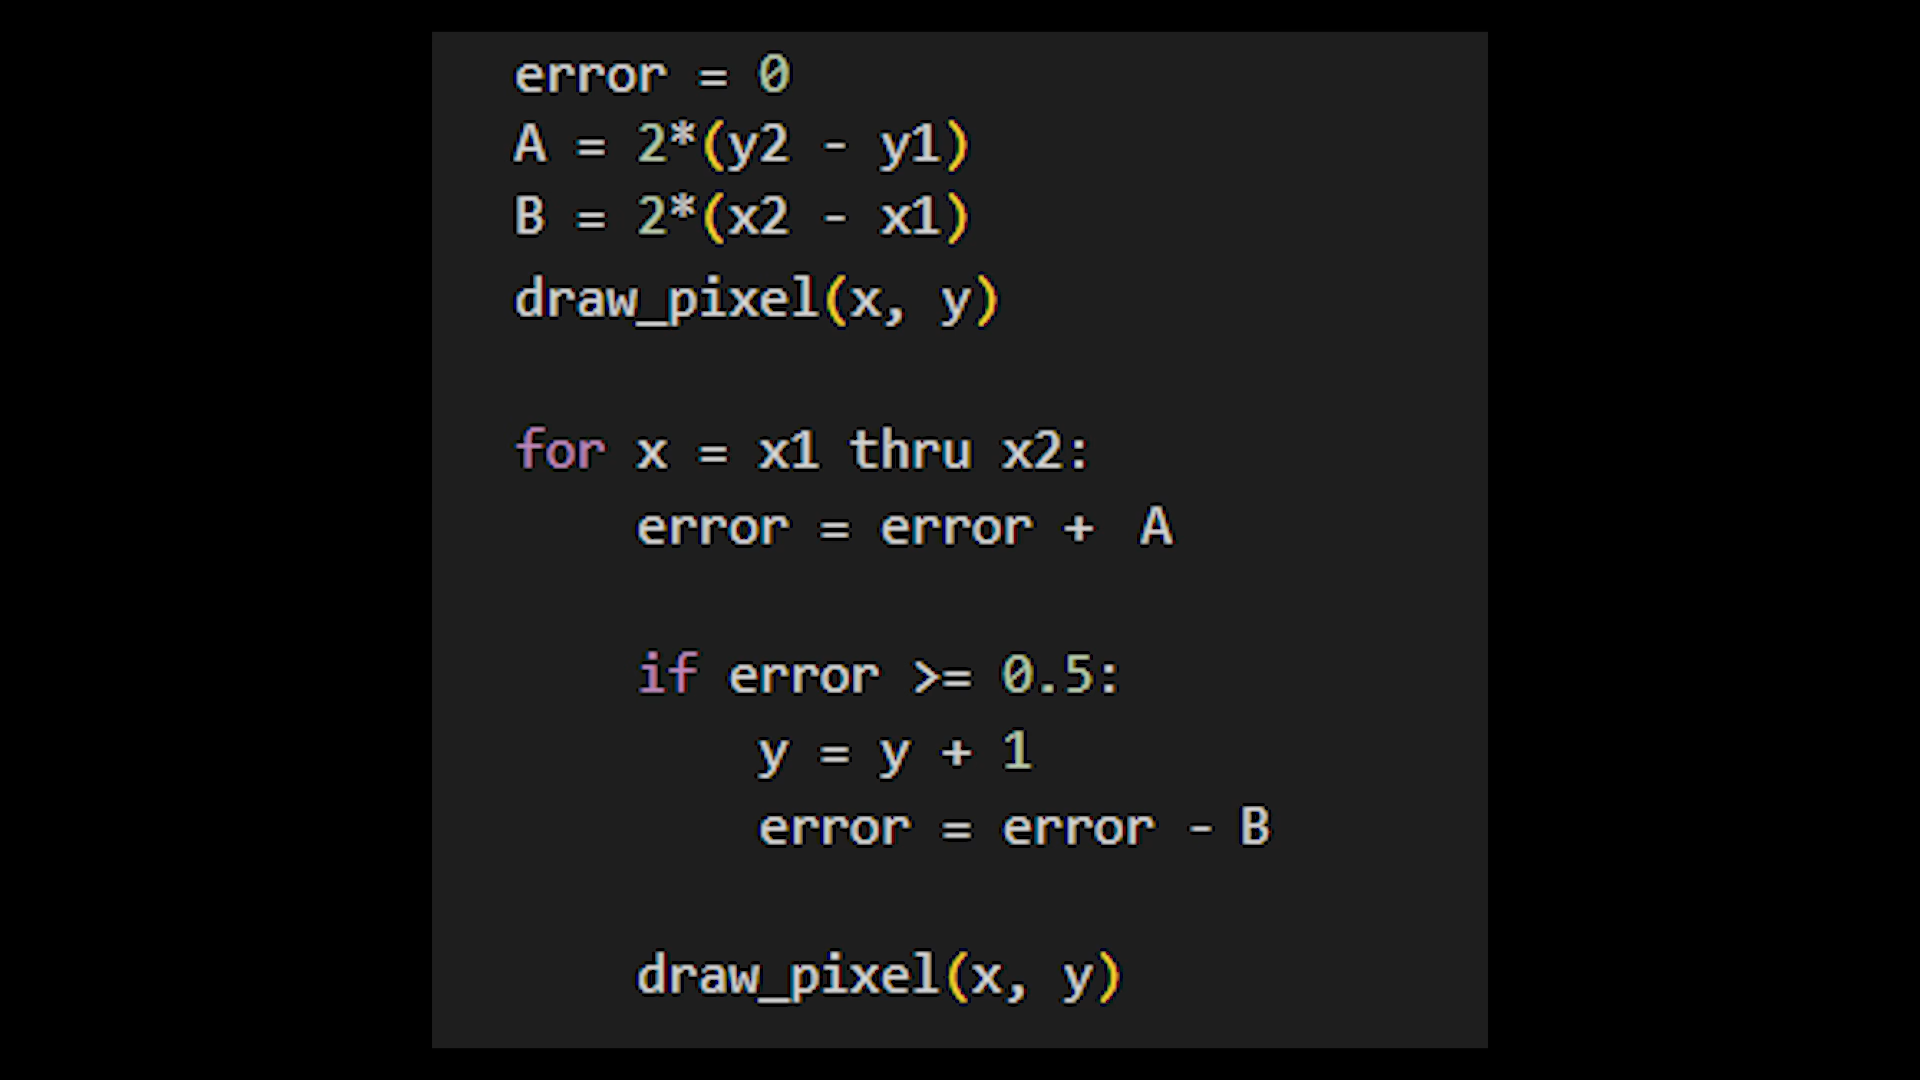 error = 0
A = 2*(y2 - y1)
B = 2*(x2 - x1)
draw_pixel(x, y)
for x = x1 thru x2:
error = error + A
if error >= 0.5:
y = y + 1
error = error - B
draw_pixel(x, y)